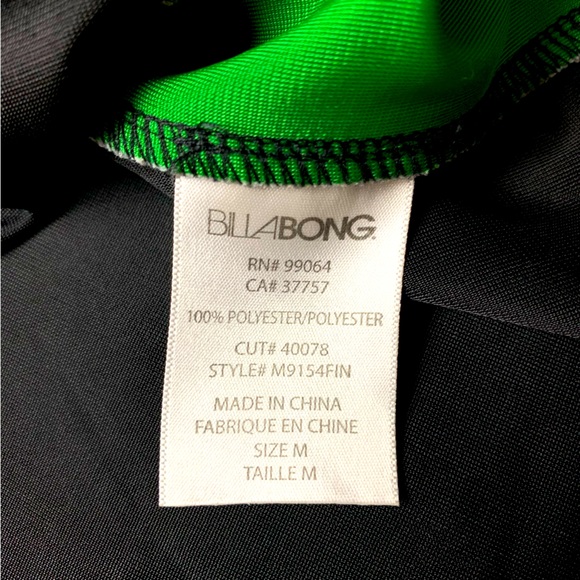 BILLABONG
RN# 99064
CA# 37757
100% POLYESTER/POLYESTER
CUT# 40078
STYLE# M9154FIN
MADE IN CHINA
FABRIQUE EN CHINE
SIZE M
TAILLE M